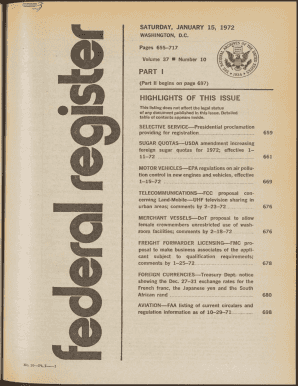 federal register
SATURDAY, JANUARY 15, 1972
WASHINGTON, D.C.
Pages 655–717
Volume 37 ■ Number 10
PART I
(Part II begins on page 697)
HIGHLIGHTS OF THIS ISSUE
This listing does not affect the legal status
of any document published in this issue. Detailed
table of contents appears inside.
SELECTIVE SERVICE—Presidential proclamation
providing for registration 659
SUGAR QUOTAS—USDA amendment increasing
foreign sugar quotas for 1972; effective 1–
11–72 661
MOTOR VEHICLES—EPA regulations on air pollu-
tion control in new engines and vehicles, effective
1–19–72 669
TELECOMMUNICATIONS—FCC proposal con-
cerning Land-Mobile—UHF television sharing in
urban areas; comments by 2–23–72 676
MERCHANT VESSELS—DoT proposal to allow
female crewmembers unrestricted use of wash-
room facilities; comments by 2–18–72 676
FREIGHT FORWARDER LICENSING—FMC pro-
posal to make business associates of the appli-
cant subject to qualification requirements;
comments by 1–25–72 678
FOREIGN CURRENCIES—Treasury Dept. notice
showing the Dec. 27–31 exchange rates for the
French franc, the Japanese yen and the South
African rand 680
AVIATION—FAA listing of current circulars and
regulation information as of 10–29–71 698